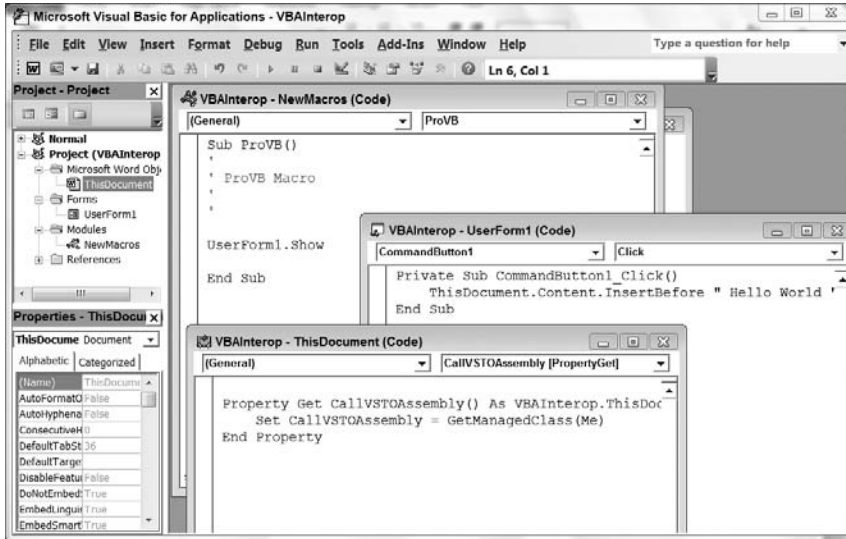 Microsoft Visual Basic for Applications - VBAInterop
File Edit View Insert Format Debug Run Tools Add-Ins Window Help Type a question for help
Ln 6, Col 1
Project - Project
Normal
Project (VBAInterop
Microsoft Word Obj
ThisDocument
Forms
UserForm1
Modules
NewMacros
References
Properties - ThisDocu
ThisDocume Document
Alphabetic Categorized
(Name) ThisDocume
AutoFormatO False
AutoHyphena False
ConsecutiveH 0
DefaultTabSt 36
DefaultTarge
DisableFeatu False
DoNotEmbed True
EmbedLinguis True
EmbedSmart True
VBAInterop - NewMacros (Code)
(General) ProVB
Sub ProVB()
'
' ProVB Macro
'
'
UserForm1.Show
End Sub
VBAInterop - UserForm1 (Code)
CommandButton1 Click
Private Sub CommandButton1_Click()
ThisDocument.Content.InsertBefore " Hello World "
End Sub
VBAInterop - ThisDocument (Code)
(General) CallVSTOAssembly [PropertyGet]
Property Get CallVSTOAssembly() As VBAInterop.ThisDoc
Set CallVSTOAssembly = GetManagedClass(Me)
End Property